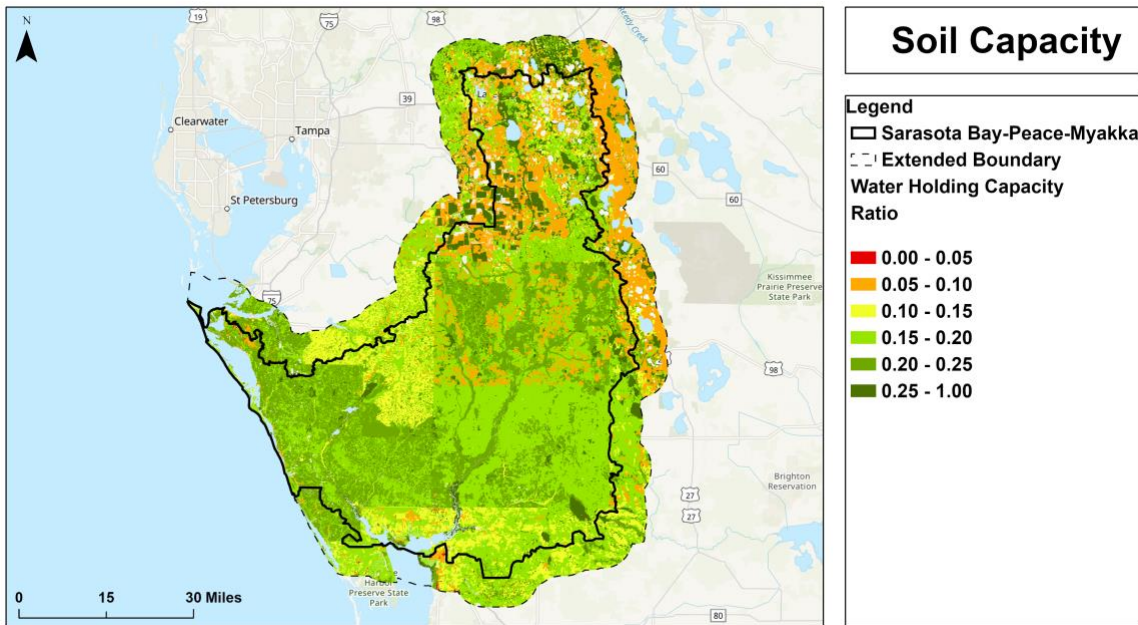 Soil Capacity
Legend
Sarasota Bay-Peace-Myakka
Extended Boundary
Water Holding Capacity
Ratio
0.00 - 0.05
0.05 - 0.10
0.10 - 0.15
0.15 - 0.20
0.20 - 0.25
0.25 - 1.00
N
19
75
98
39
Clearwater
Tampa
60
60
St Petersburg
Kissimmee
Prairie Preserve
State Park
75
98
Brighton
Reservation
27
27
Harbor
Preserve State
Park
80
0 15 30 Miles